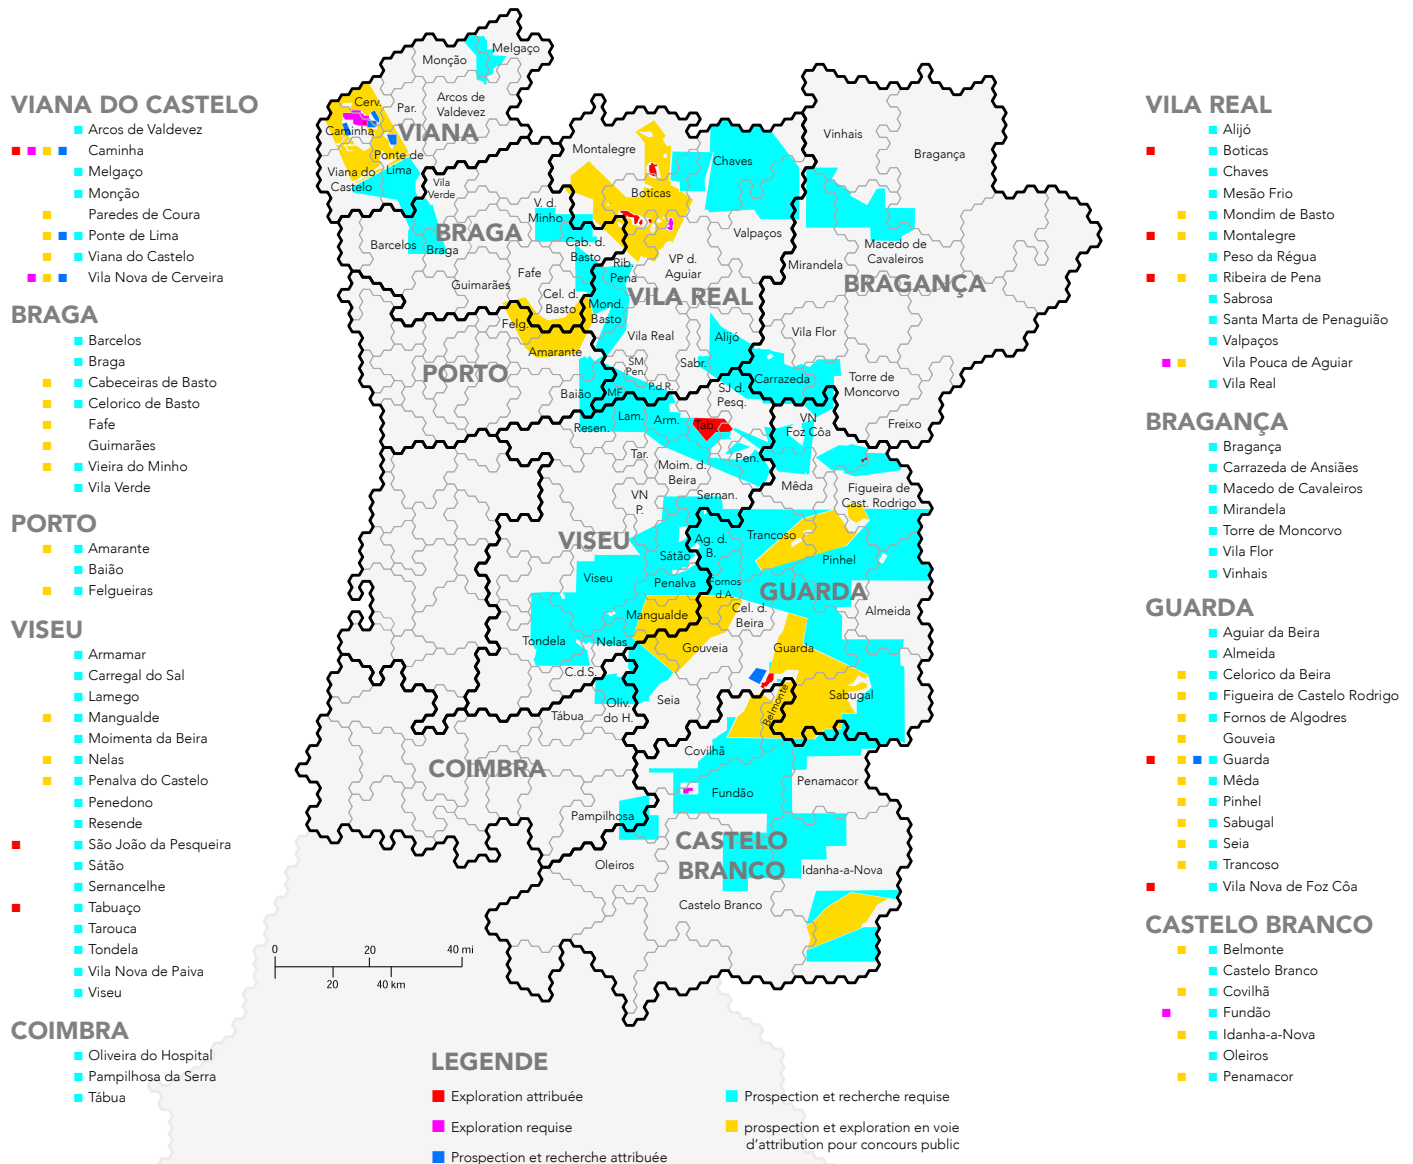 VIANA DO CASTELO
Arcos de Valdevez
Caminha
Melgaço
Monção
Paredes de Coura
Ponte de Lima
Viana do Castelo
Vila Nova de Cerveira
BRAGA
Barcelos
Braga
Cabeceiras de Basto
Celorico de Basto
Fafe
Guimarães
Vieira do Minho
Vila Verde
PORTO
Amarante
Baião
Felgueiras
VISEU
Armamar
Carregal do Sal
Lamego
Mangualde
Moimenta da Beira
Nelas
Penalva do Castelo
Penedono
Resende
São João da Pesqueira
Sátão
Sernancelhe
Tabuaço
Tarouca
Tondela
Vila Nova de Paiva
Viseu
COIMBRA
Oliveira do Hospital
Pampilhosa da Serra
Tábua
Melgaço
Monção
Cerv.
Par.
Arcos de
Valdevez
Caminha
VIANA
Ponte de
Lima
Viana do
Castelo
Vila
Verde
Montalegre
Chaves
Boticas
Vinhais
Bragança
V. d.
Minho
BRAGA
Barcelos
Braga
Cab. d.
Basto
Valpaços
Macedo de
Cavaleiros
Mirandela
BRAGANÇA
Rib.
Pena
VP d.
Aguiar
Fafe
Guimarães
Cel. d.
Basto
Mond.
Basto
VILA REAL
Felg.
Amarante
Vila Real
Alijó
Vila Flor
PORTO
SM
Pen.
Sabr.
Carrazeda
Torre de
Moncorvo
Baião
MF
P.d.R.
SJ d.
Pesq.
Freixo
Resen.
Lam.
Arm.
Tab.
VN
Foz Côa
Tar.
Moim. d.
Beira
Pen.
Mêda
Figueira de
Cast. Rodrigo
VN
P.
Sernan.
VISEU
Sátão
Ag. d.
B.
Trancoso
Pinhel
Viseu
Penalva
Fornos
d.A.
GUARDA
Mangualde
Cel. d.
Beira
Almeida
Tondela
Nelas
Gouveia
Guarda
C.d.S.
Seia
Oliv.
do H.
Belmonte
Sabugal
Tábua
Covilhã
COIMBRA
Fundão
Penamacor
Pampilhosa
CASTELO
BRANCO
Oleiros
Idanha-a-Nova
Castelo Branco
0
20
40 mi
20
40 km
LEGENDE
Exploration attribuée
Exploration requise
Prospection et recherche attribuée
Prospection et recherche requise
prospection et exploration en voie
d'attribution pour concours public
VILA REAL
Alijó
Boticas
Chaves
Mesão Frio
Mondim de Basto
Montalegre
Peso da Régua
Ribeira de Pena
Sabrosa
Santa Marta de Penaguião
Valpaços
Vila Pouca de Aguiar
Vila Real
BRAGANÇA
Bragança
Carrazeda de Ansiães
Macedo de Cavaleiros
Mirandela
Torre de Moncorvo
Vila Flor
Vinhais
GUARDA
Aguiar da Beira
Almeida
Celorico da Beira
Figueira de Castelo Rodrigo
Fornos de Algodres
Gouveia
Guarda
Mêda
Pinhel
Sabugal
Seia
Trancoso
Vila Nova de Foz Côa
CASTELO BRANCO
Belmonte
Castelo Branco
Covilhã
Fundão
Idanha-a-Nova
Oleiros
Penamacor